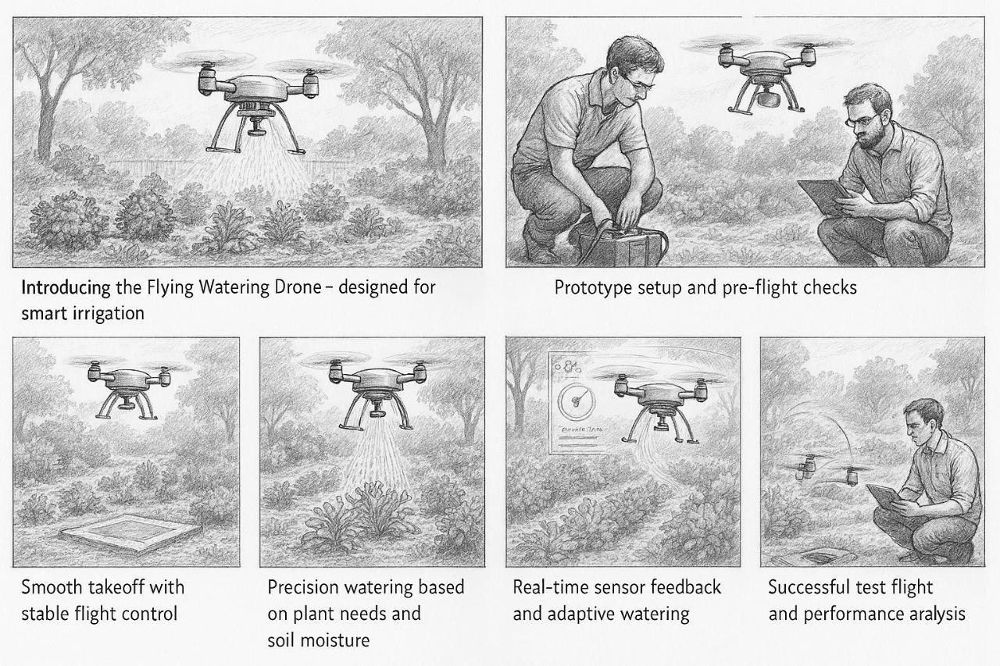 Introducing the Flying Watering Drone – designed for
smart irrigation
Prototype setup and pre-flight checks
Smooth takeoff with
stable flight control
Precision watering based
on plant needs and
soil moisture
Real-time sensor feedback
and adaptive watering
Successful test flight
and performance aralysis